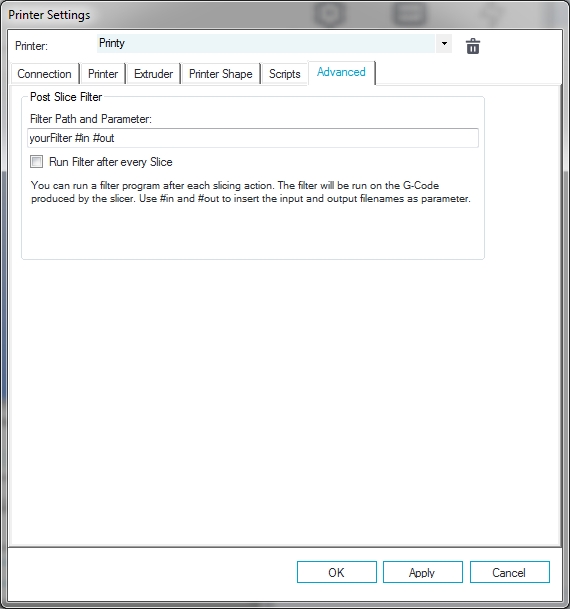 Printer Settings
Printer: Printy
Connection Printer Extruder Printer Shape Scripts Advanced
Post Slice Filter
Filter Path and Parameter:
yourFilter #in #out
Run Filter after every Slice
You can run a filter program after each slicing action. The filter will be run on the G-Code
produced by the slicer. Use #in and #out to insert the input and output filenames as parameter.
OK Apply Cancel